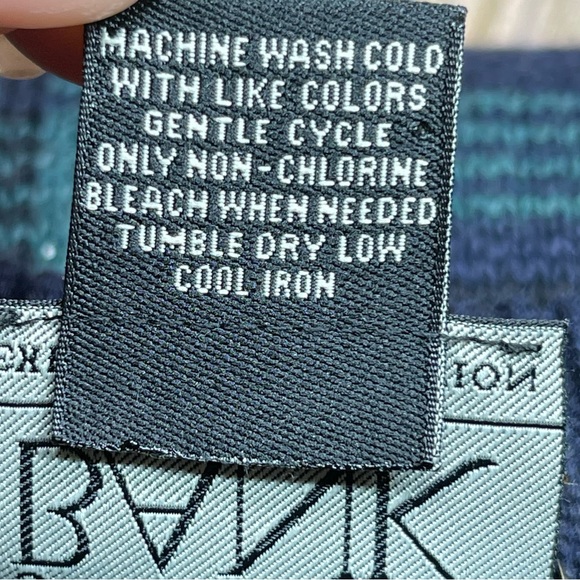 MACHINE WASH COLD
WITH LIKE COLORS
GENTLE CYCLE
ONLY NON-CHLORINE
BLEACH WHEN NEEDED
TUMBLE DRY LOW
COOL IRON
BANK